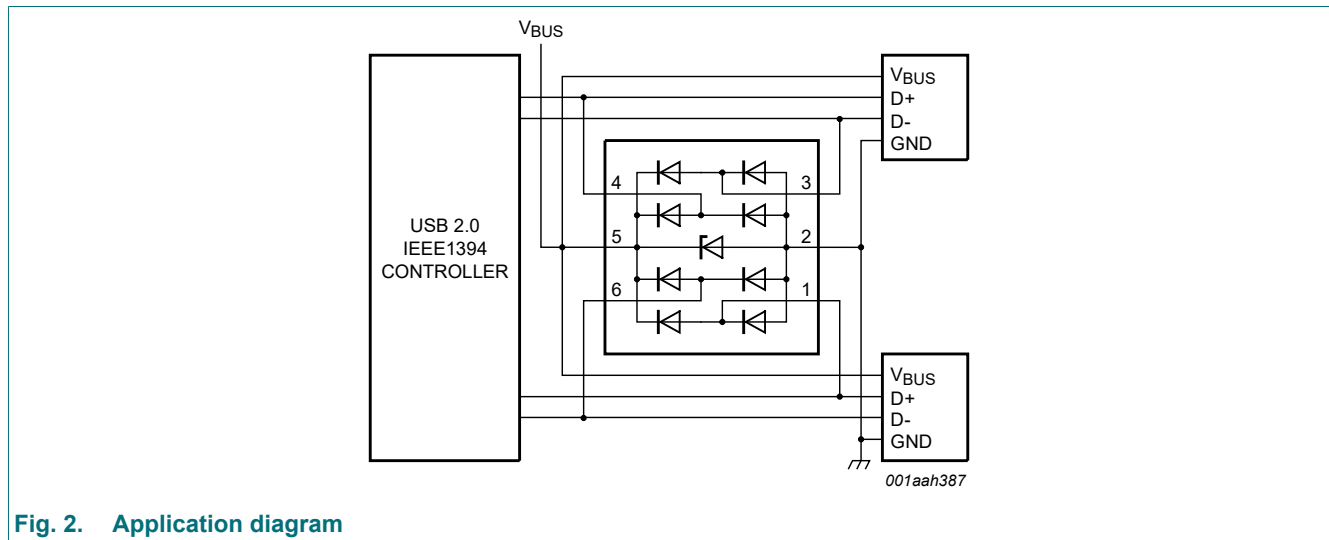 VBUS
USB 2.0
IEEE1394
CONTROLLER
VBUS
D+
D-
GND
4
3
5
2
6
1
VBUS
D+
D-
GND
001aah387
Fig. 2. Application diagram